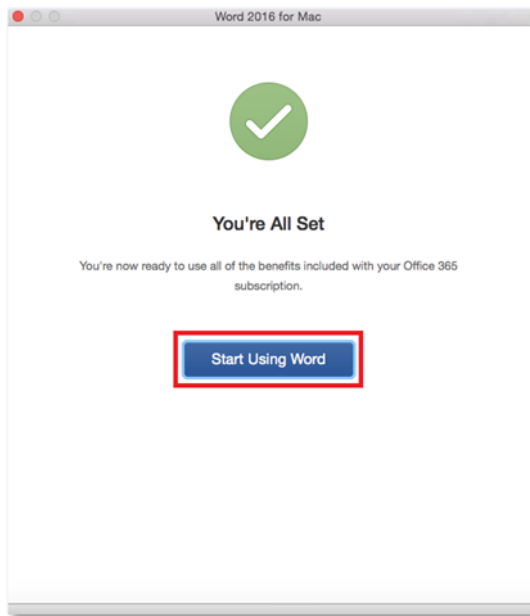 Word 2016 for Mac
You're All Set
You're now ready to use all of the benefits included with your Office 365
subscription.
Start Using Word